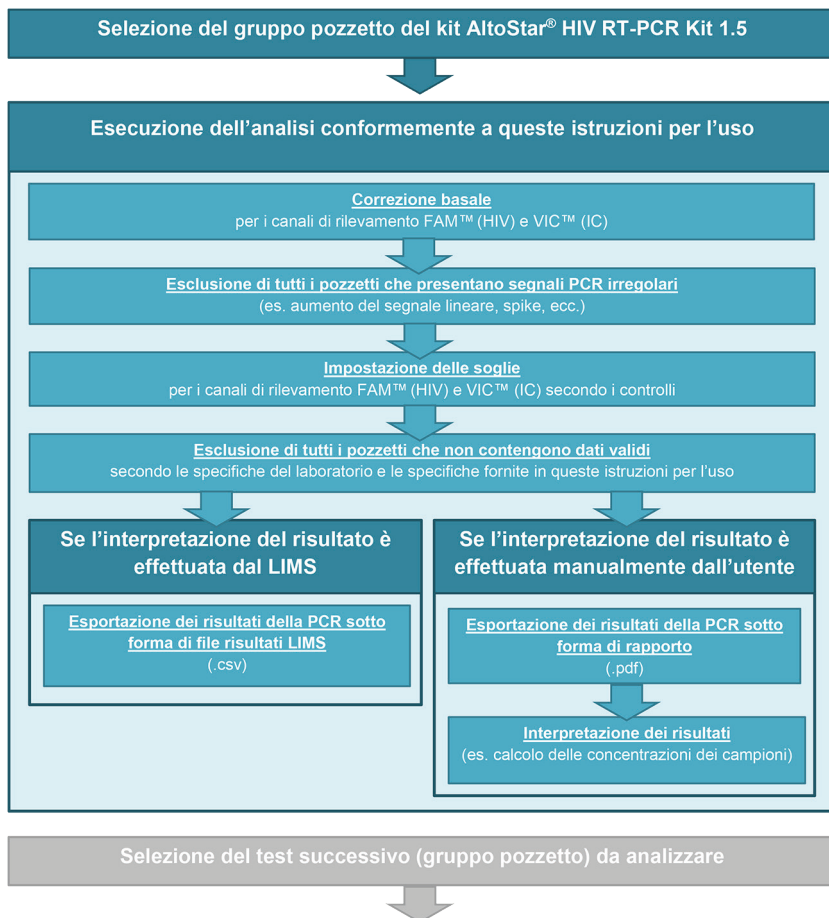 Selezione del gruppo pozzetto del kit AltoStar® HIV RT-PCR Kit 1.5
Esecuzione dell’analisi conformemente a queste istruzioni per l’uso
Correzione basale
per i canali di rilevamento FAM™ (HIV) e VIC™ (IC)
Esclusione di tutti i pozzetti che presentano segnali PCR irregolari
(es. aumento del segnale lineare, spike, ecc.)
Impostazione delle soglie
per i canali di rilevamento FAM™ (HIV) e VIC™ (IC) secondo i controlli
Esclusione di tutti i pozzetti che non contengono dati validi
secondo le specifiche del laboratorio e le specifiche fornite in queste istruzioni per l’uso
Se l’interpretazione del risultato è
effettuata dal LIMS
Esportazione dei risultati della PCR sotto
forma di file risultati LIMS
(.csv)
Se l’interpretazione del risultato è
effettuata manualmente dall’utente
Esportazione dei risultati della PCR sotto
forma di rapporto
(.pdf)
Interpretazione dei risultati
(es. calcolo delle concentrazioni dei campioni)
Selezione del test successivo (gruppo pozzetto) da analizzare